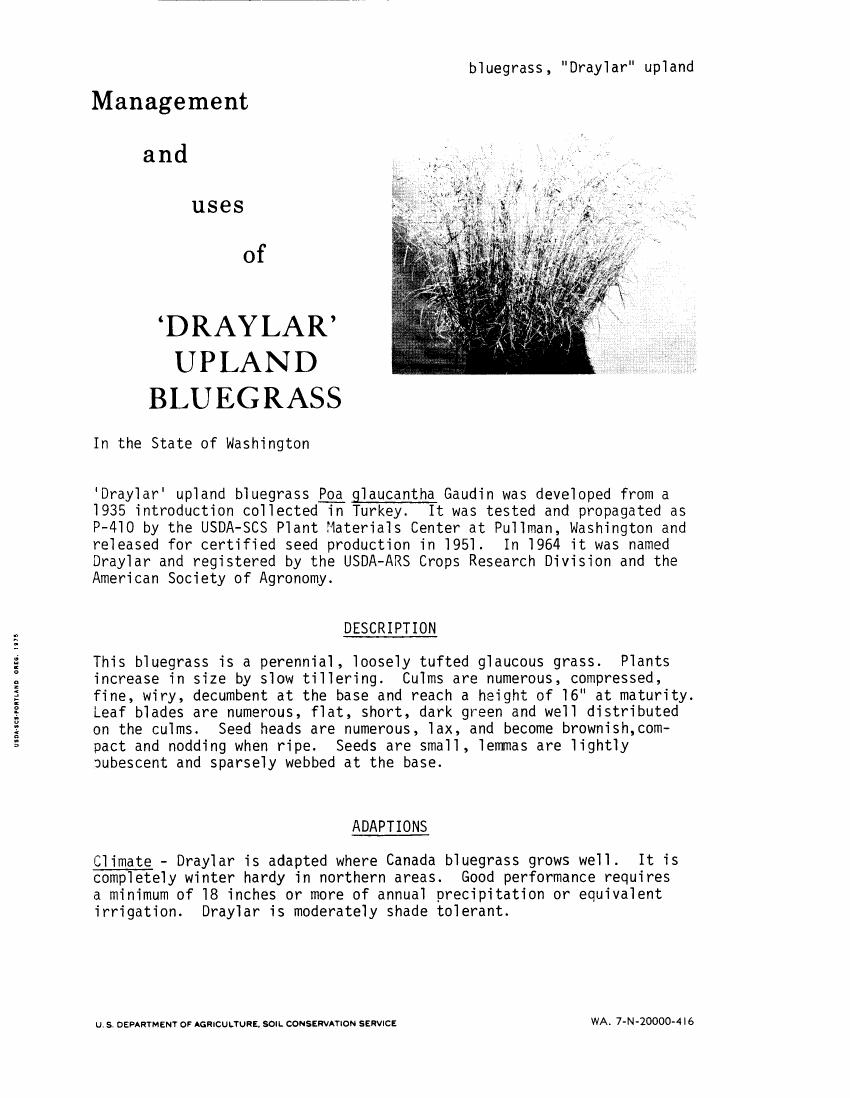 bluegrass, "Draylar" upland
Management
and
uses
of
‘DRAYLAR’
UPLAND
BLUEGRASS
In the State of Washington
'Draylar' upland bluegrass Poa glaucantha Gaudin was developed from a
1935 introduction collected in Turkey. It was tested and propagated as
P-410 by the USDA-SCS Plant Materials Center at Pullman, Washington and
released for certified seed production in 1951. In 1964 it was named
Draylar and registered by the USDA-ARS Crops Research Division and the
American Society of Agronomy.
DESCRIPTION
This bluegrass is a perennial, loosely tufted glaucous grass. Plants
increase in size by slow tillering. Culms are numerous, compressed,
fine, wiry, decumbent at the base and reach a height of 16" at maturity.
Leaf blades are numerous, flat, short, dark green and well distributed
on the culms. Seed heads are numerous, lax, and become brownish,com-
pact and nodding when ripe. Seeds are small, lemmas are lightly
pubescent and sparsely webbed at the base.
ADAPTIONS
Climate - Draylar is adapted where Canada bluegrass grows well. It is
completely winter hardy in northern areas. Good performance requires
a minimum of 18 inches or more of annual precipitation or equivalent
irrigation. Draylar is moderately shade tolerant.
USDA-SCS-PORTLAND OREG. 1975
U. S. DEPARTMENT OF AGRICULTURE, SOIL CONSERVATION SERVICE
WA. 7-N-20000-416